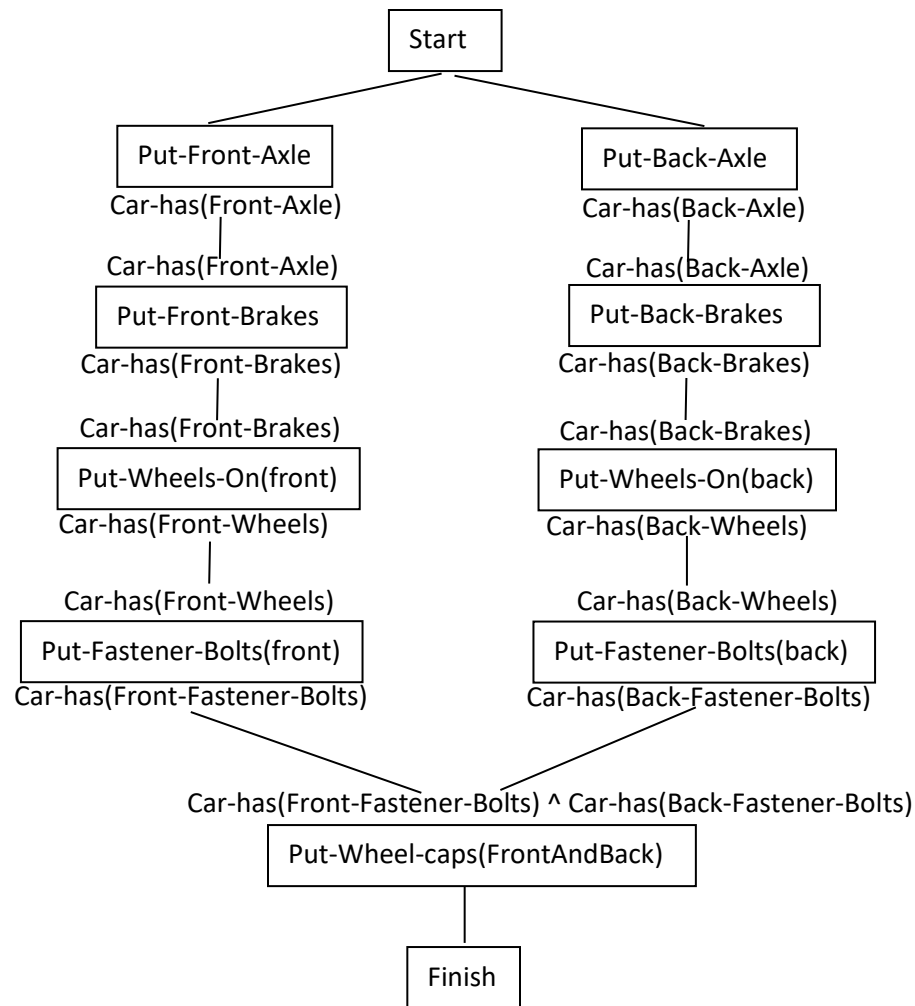 Start
Put-Front-Axle
Put-Back-Axle
Car-has(Front-Axle)
Car-has(Back-Axle)
Car-has(Front-Axle)
Car-has(Back-Axle)
Put-Front-Brakes
Put-Back-Brakes
Car-has(Front-Brakes)
Car-has(Back-Brakes)
Car-has(Front-Brakes)
Car-has(Back-Brakes)
Put-Wheels-On(front)
Put-Wheels-On(back)
Car-has(Front-Wheels)
Car-has(Back-Wheels)
Car-has(Front-Wheels)
Car-has(Back-Wheels)
Put-Fastener-Bolts(front)
Put-Fastener-Bolts(back)
Car-has(Front-Fastener-Bolts)
Car-has(Back-Fastener-Bolts)
Car-has(Front-Fastener-Bolts) ^ Car-has(Back-Fastener-Bolts)
Put-Wheel-caps(FrontAndBack)
Finish